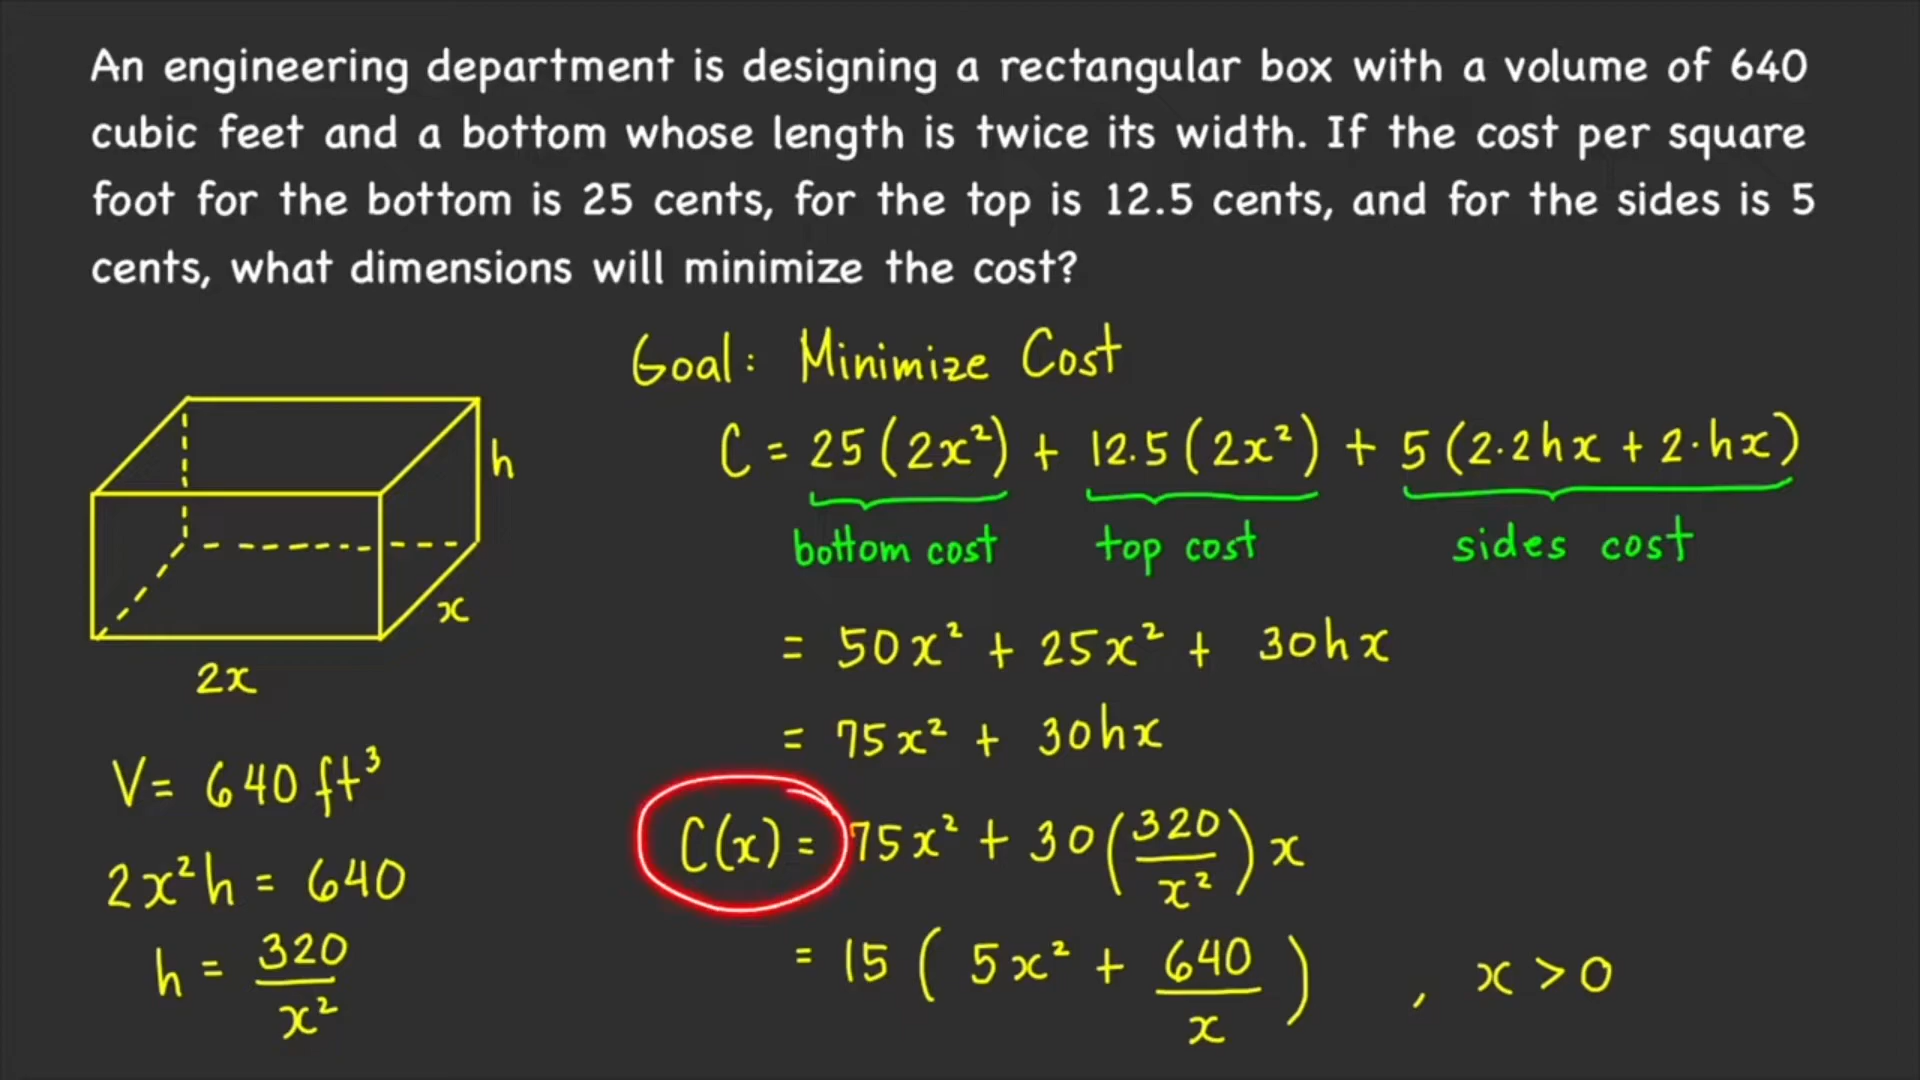 An engineering department is designing a rectangular box with a volume of 640
cubic feet and a bottom whose length is twice its width. If the cost per square
foot for the bottom is 25 cents, for the top is 12.5 cents, and for the sides is 5
cents, what dimensions will minimize the cost?
Goal: Minimize Cost
C = 25(2x²) + 12.5(2x²) + 5(2·2hx + 2·hx)
bottom cost top cost sides cost
= 50x² + 25x² + 30hx
= 75x² + 30hx
C(x) = 75x² + 30(320/x²)x
= 15(5x² + 640/x) , x > 0
h
x
2x
V = 640 ft³
2x²h = 640
h = 320/x²